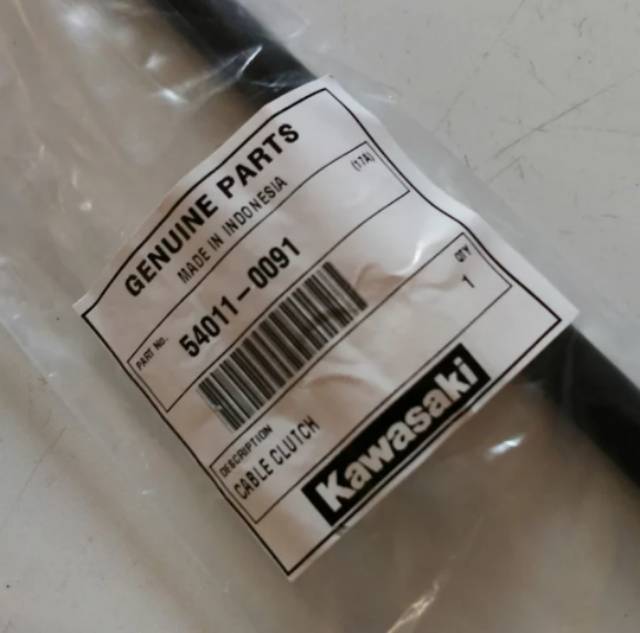 GENUINE PARTS
MADE IN INDONESIA
(17A)
PART No.
54011-0091
QTY
1
DESCRIPTION
CABLE CLUTCH
Kawasaki